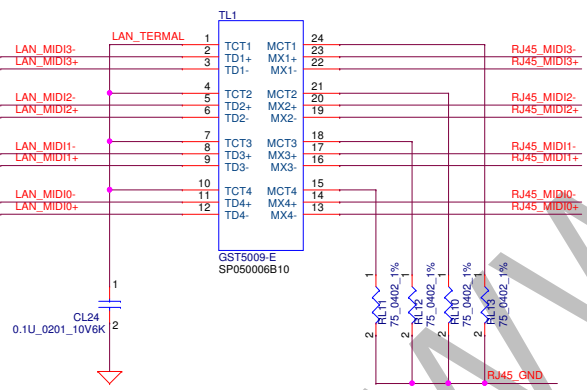 TL1
LAN_TERMAL 1 TCT1 MCT1 24
LAN_MIDI3- 2 TD1+ MX1+ 23 RJ45_MIDI3-
LAN_MIDI3+ 3 TD1- MX1- 22 RJ45_MIDI3+
4 TCT2 MCT2 21
LAN_MIDI2- 5 TD2+ MX2+ 20 RJ45_MIDI2-
LAN_MIDI2+ 6 TD2- MX2- 19 RJ45_MIDI2+
7 TCT3 MCT3 18
LAN_MIDI1- 8 TD3+ MX3+ 17 RJ45_MIDI1-
LAN_MIDI1+ 9 TD3- MX3- 16 RJ45_MIDI1+
10 TCT4 MCT4 15
LAN_MIDI0- 11 TD4+ MX4+ 14 RJ45_MIDI0-
LAN_MIDI0+ 12 TD4- MX4- 13 RJ45_MIDI0+
GST5009-E
SP050006B10
1
CL24
0.1U_0201_10V6K
2
1 1 1 1
RL11 75_0402_1%
RL12 75_0402_1%
RL10 75_0402_1%
RL13 75_0402_1%
2 2 2 2
RJ45_GND